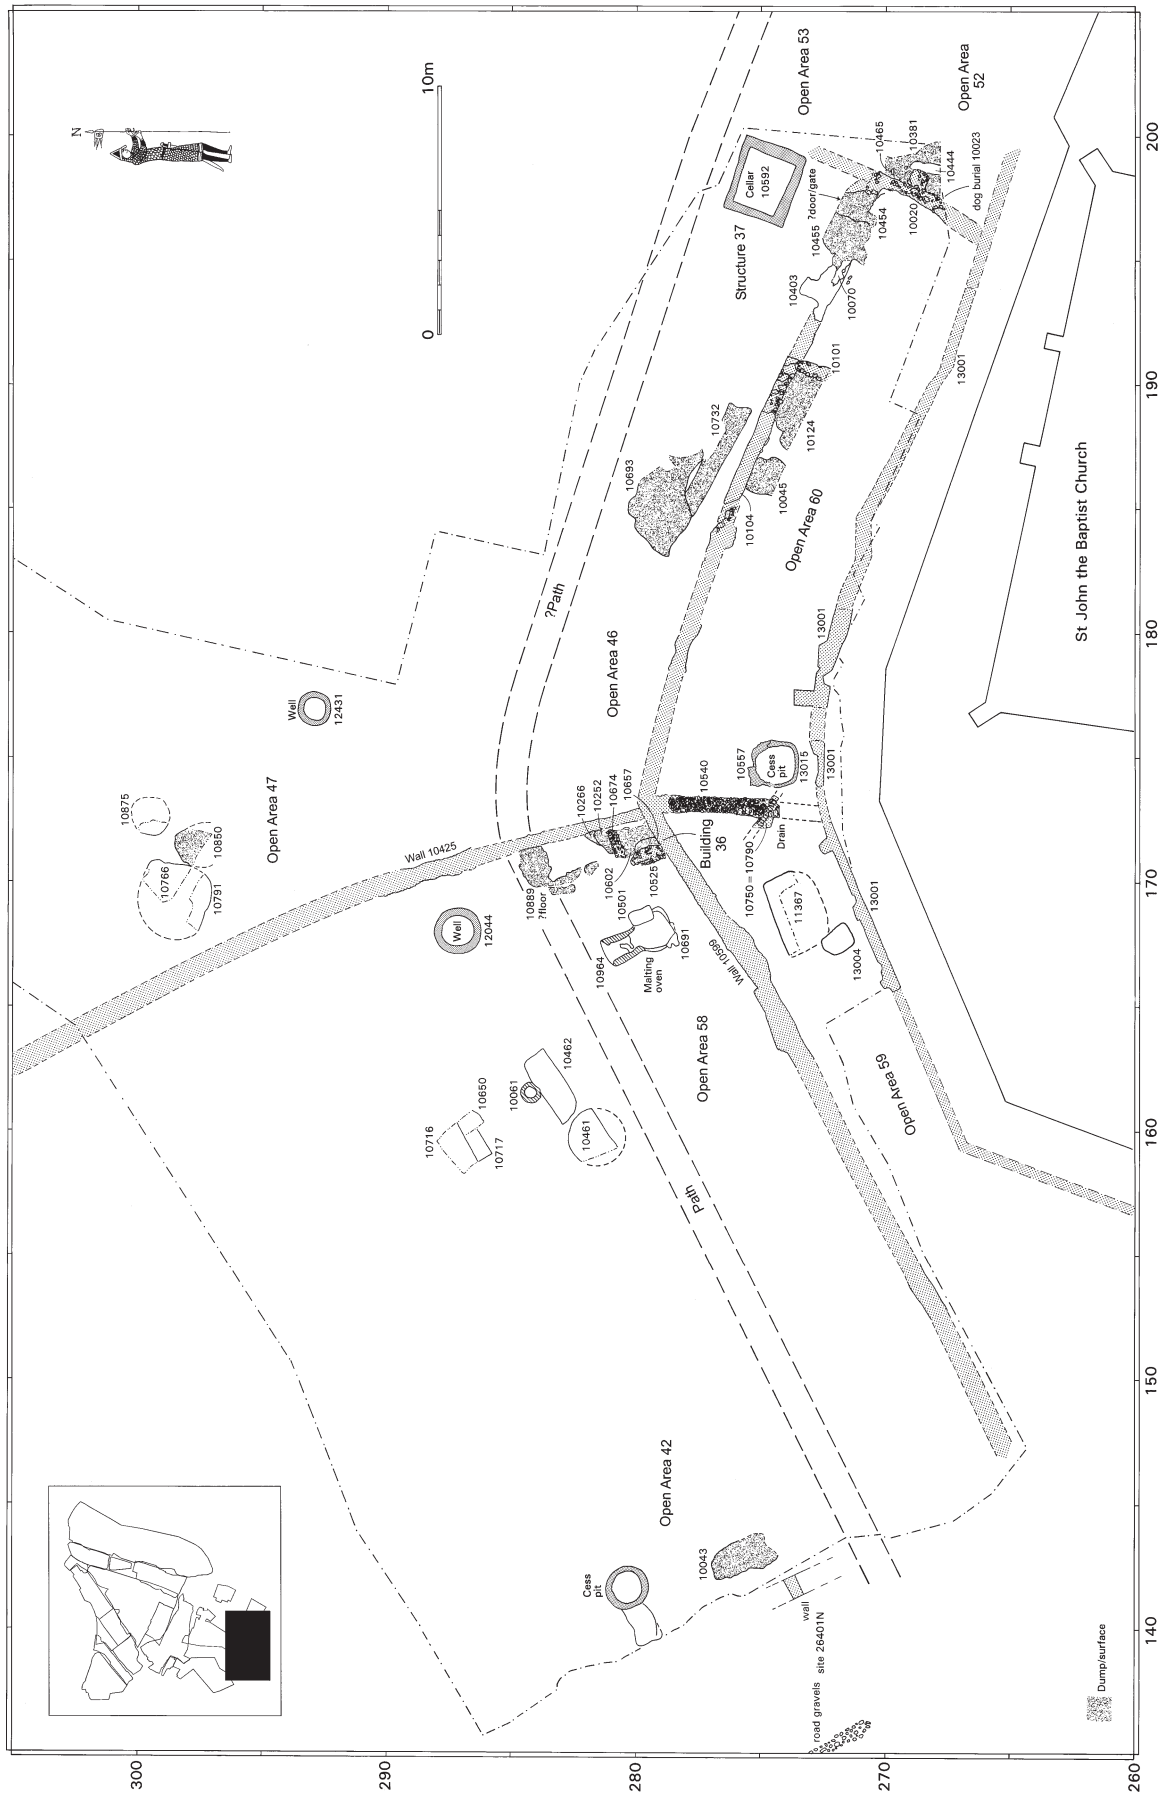 N
0
10m
Open Area 53
Open Area
52
Cellar
10592
Structure 37
?door/gate
10455
10454
10465
10381
10444
10020
dog burial 10023
10403
10070
10101
10124
10732
10693
10045
10104
Open Area 60
13001
St John the Baptist Church
?Path
Open Area 46
13001
Well
12431
Open Area 47
10875
10850
10766
10791
Wall 10425
10266
10252
10674
10657
10540
10557
Cess
pit
13015
13001
Building
36
10750 = 10790
Drain
10889
?floor
10602
10501
10525
Well
12044
10964
Malting
oven
10691
Wall 10599
11367
13004
13001
Open Area 58
Open Area 59
10462
10061
10650
10716
10717
10461
Path
Open Area 42
Cess
pit
10043
wall
site 26401N
road gravels
Dump/surface
300
290
280
270
260
140
150
160
170
180
190
200